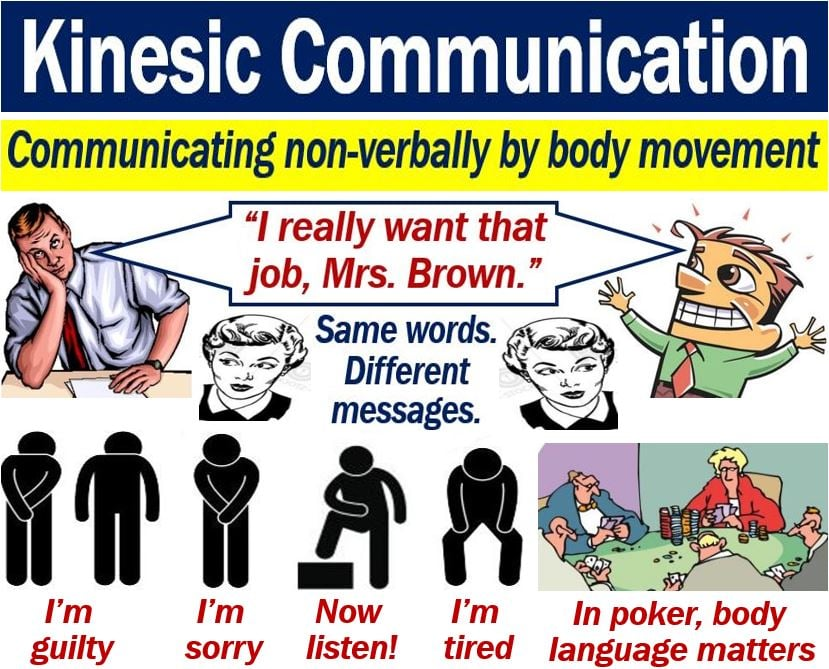 Kinesic Communication
Communicating non-verbally by body movement
“I really want that
job, Mrs. Brown.”
Same words.
Different
messages.
I’m
guilty
I’m
sorry
Now
listen!
I’m
tired
In poker, body
language matters